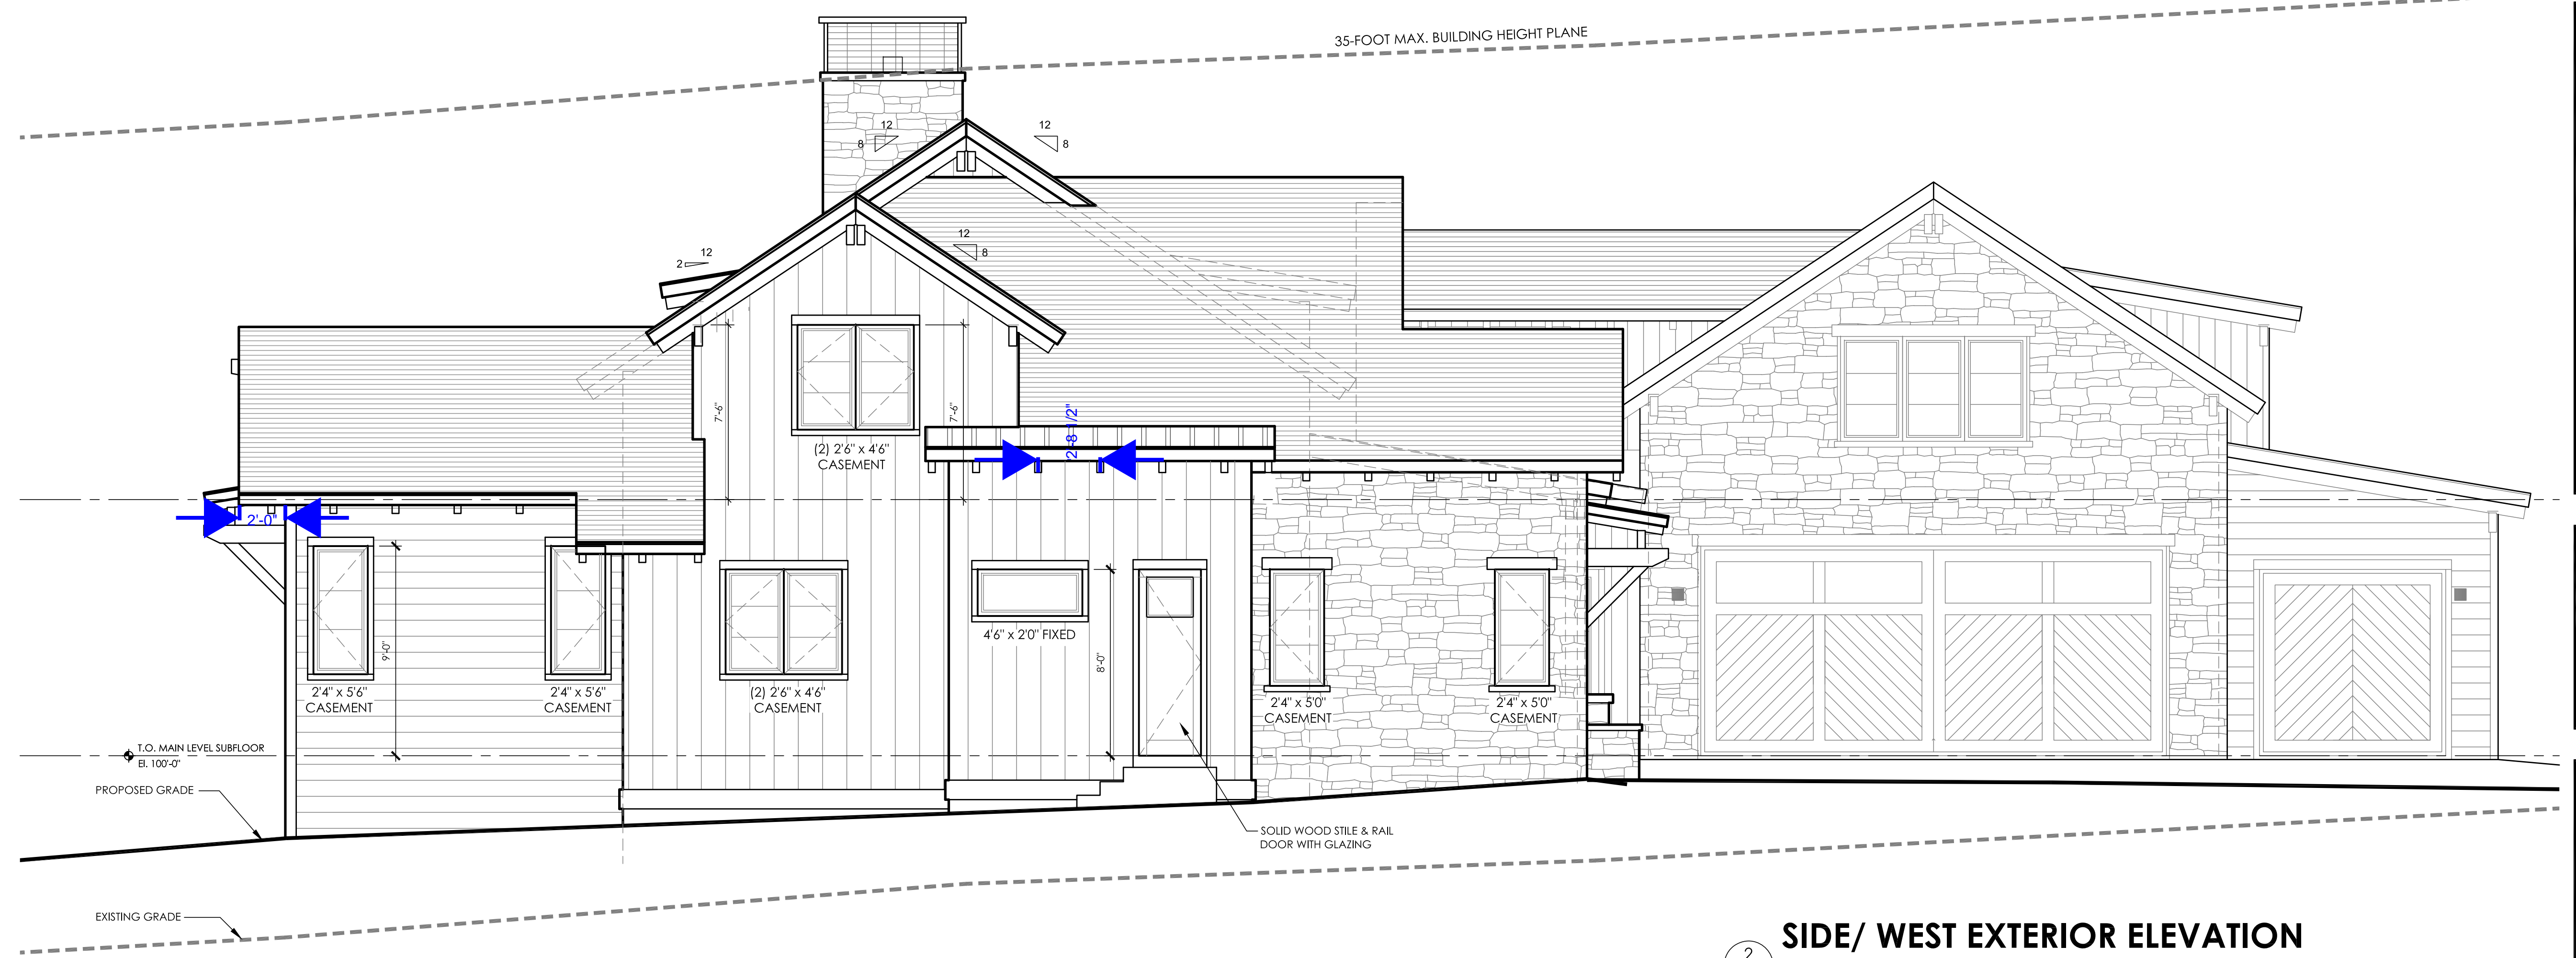 35-FOOT MAX. BUILDING HEIGHT PLANE
12
8
12
8
12
8
12
2
7'-6"
7'-6"
2'-8 1/2"
(2) 2'6" x 4'6"
CASEMENT
2'-0"
9'-0"
8'-0"
4'6" x 2'0" FIXED
2'4" x 5'6"
CASEMENT
2'4" x 5'6"
CASEMENT
(2) 2'6" x 4'6"
CASEMENT
2'4" x 5'0"
CASEMENT
2'4" x 5'0"
CASEMENT
T.O. MAIN LEVEL SUBFLOOR
El. 100'-0"
PROPOSED GRADE
SOLID WOOD STILE & RAIL
DOOR WITH GLAZING
EXISTING GRADE
2
SIDE/ WEST EXTERIOR ELEVATION